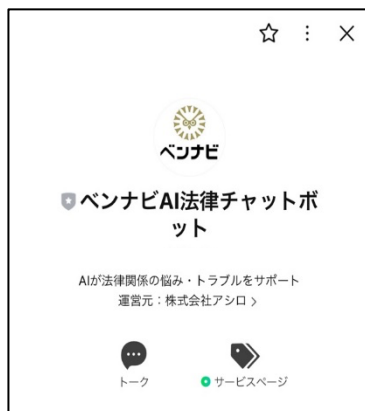 ベンナビ
ベンナビAI法律チャットボ
ット
AIが法律関係の悩み・トラブルをサポート
運営元:株式会社アシロ
トーク
サービスページ